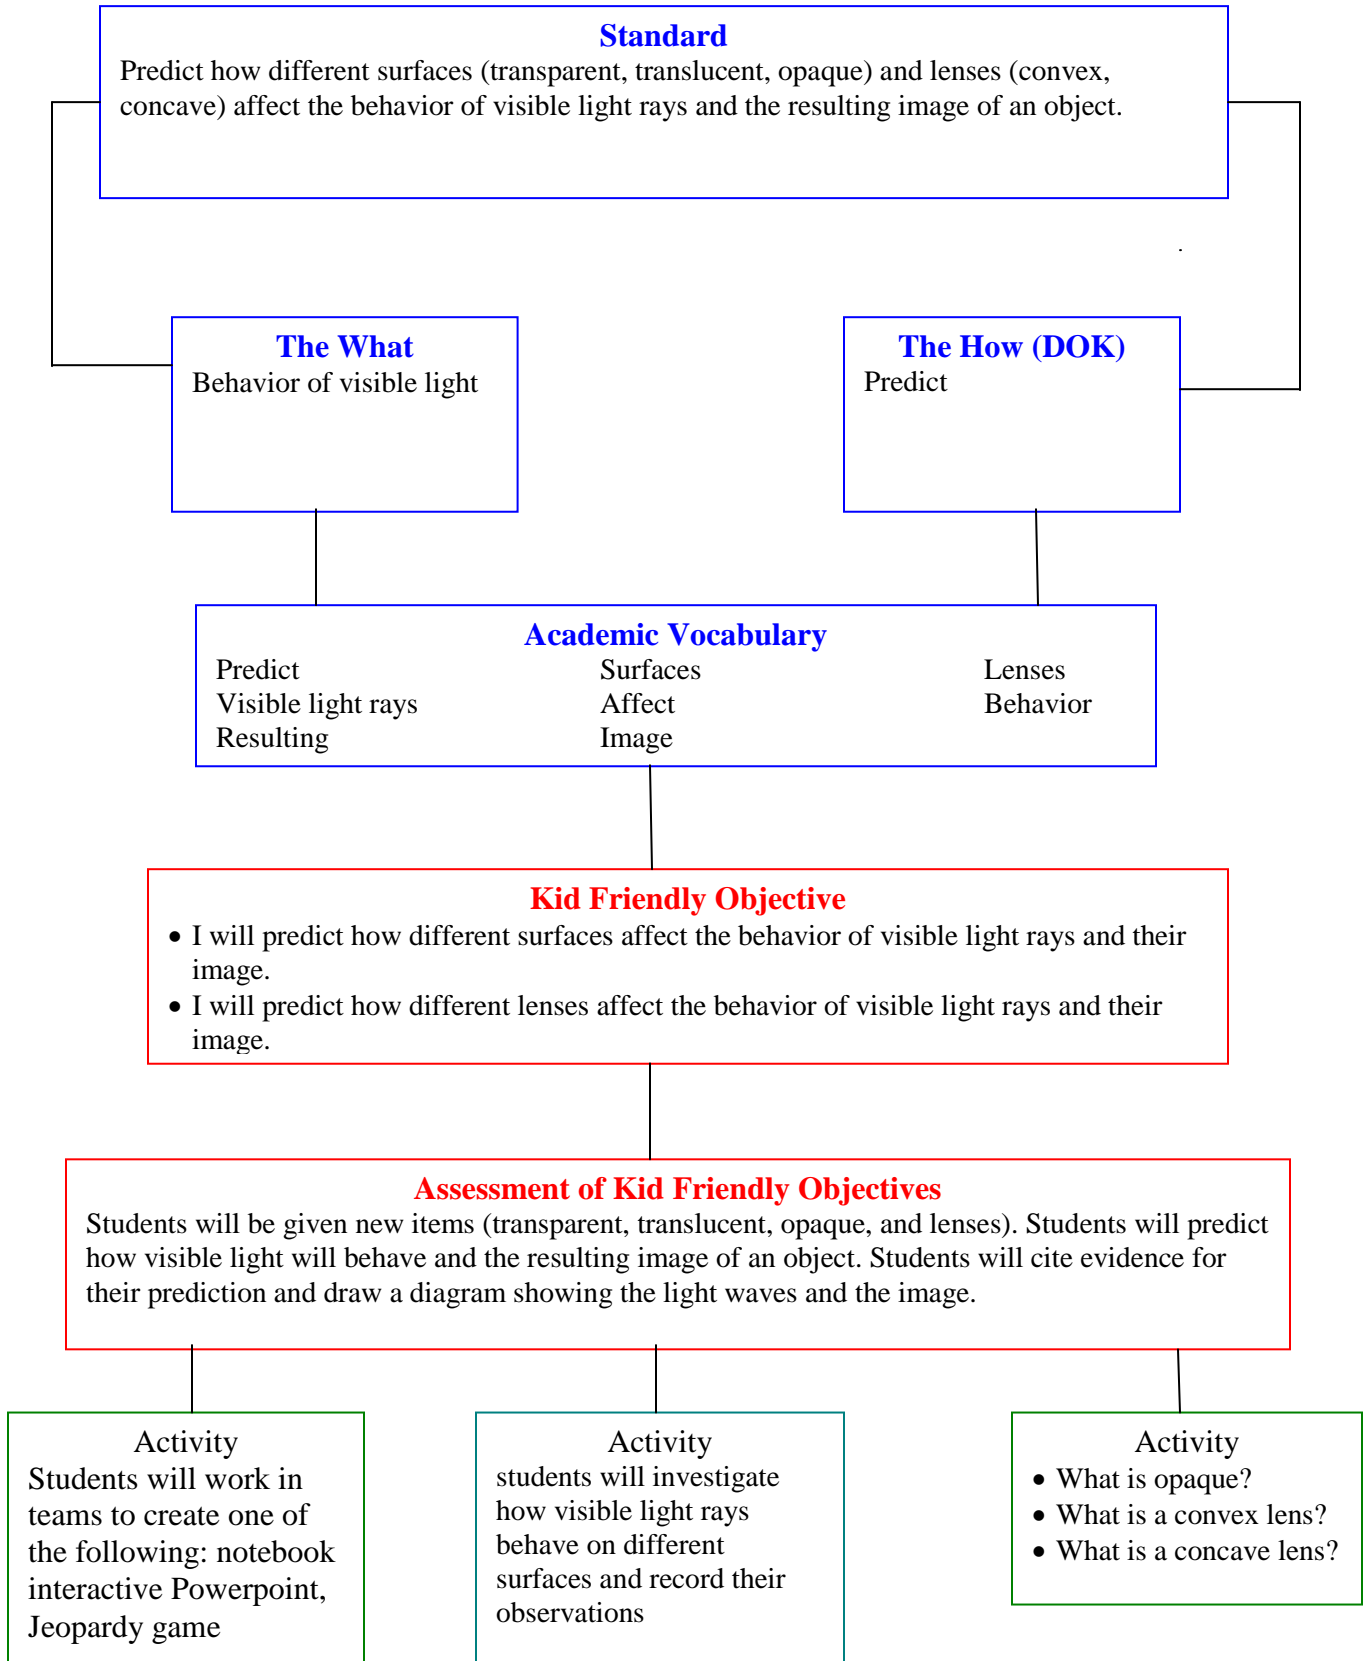 Standard
Predict how different surfaces (transparent, translucent, opaque) and lenses (convex,
concave) affect the behavior of visible light rays and the resulting image of an object.
The What
Behavior of visible light
The How (DOK)
Predict
Academic Vocabulary
Predict Surfaces Lenses
Visible light rays Affect Behavior
Resulting Image
Kid Friendly Objective
• I will predict how different surfaces affect the behavior of visible light rays and their
image.
• I will predict how different lenses affect the behavior of visible light rays and their
image.
Assessment of Kid Friendly Objectives
Students will be given new items (transparent, translucent, opaque, and lenses). Students will predict
how visible light will behave and the resulting image of an object. Students will cite evidence for
their prediction and draw a diagram showing the light waves and the image.
Activity
Students will work in
teams to create one of
the following: notebook
interactive Powerpoint,
Jeopardy game
Activity
students will investigate
how visible light rays
behave on different
surfaces and record their
observations
Activity
• What is opaque?
• What is a convex lens?
• What is a concave lens?